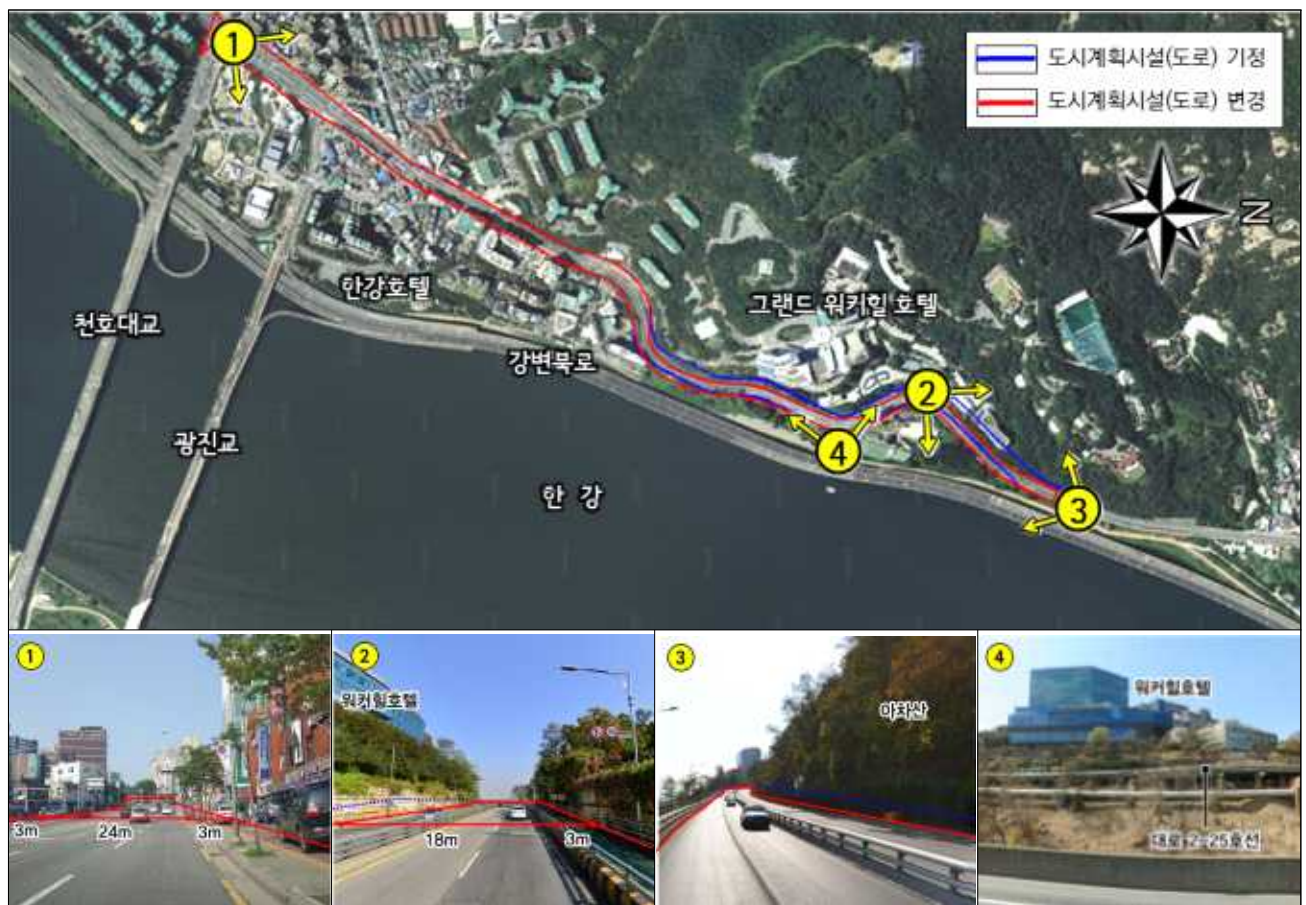 1
도시계획시설(도로) 기정
도시계획시설(도로) 변경
N
한강호텔
그랜드 워커힐 호텔
천호대교
강변북로
2
광진교
4
한 강
3
1
3m
24m
3m
2
워커힐호텔
18m
3m
3
아차산
4
워커힐호텔
대로 2-25호선